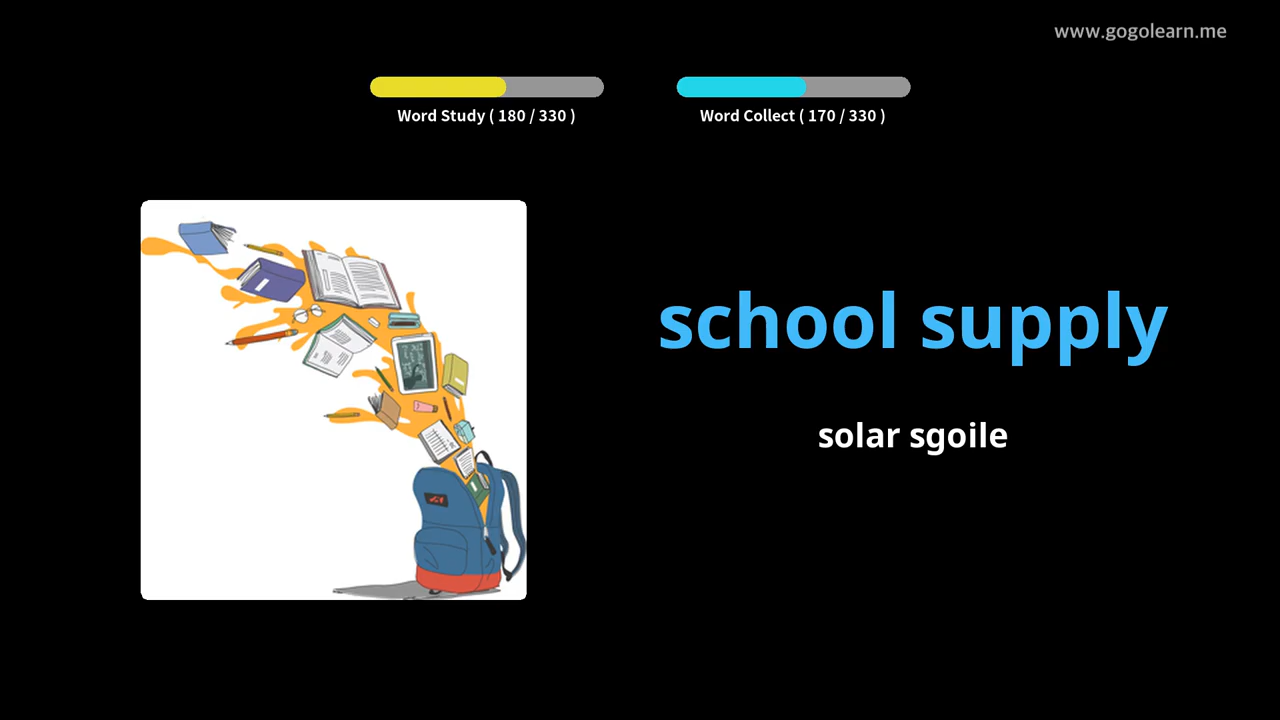 www.gogolearn.me
Word Study ( 180 / 330 )
Word Collect ( 170 / 330 )
school supply
solar sgoile